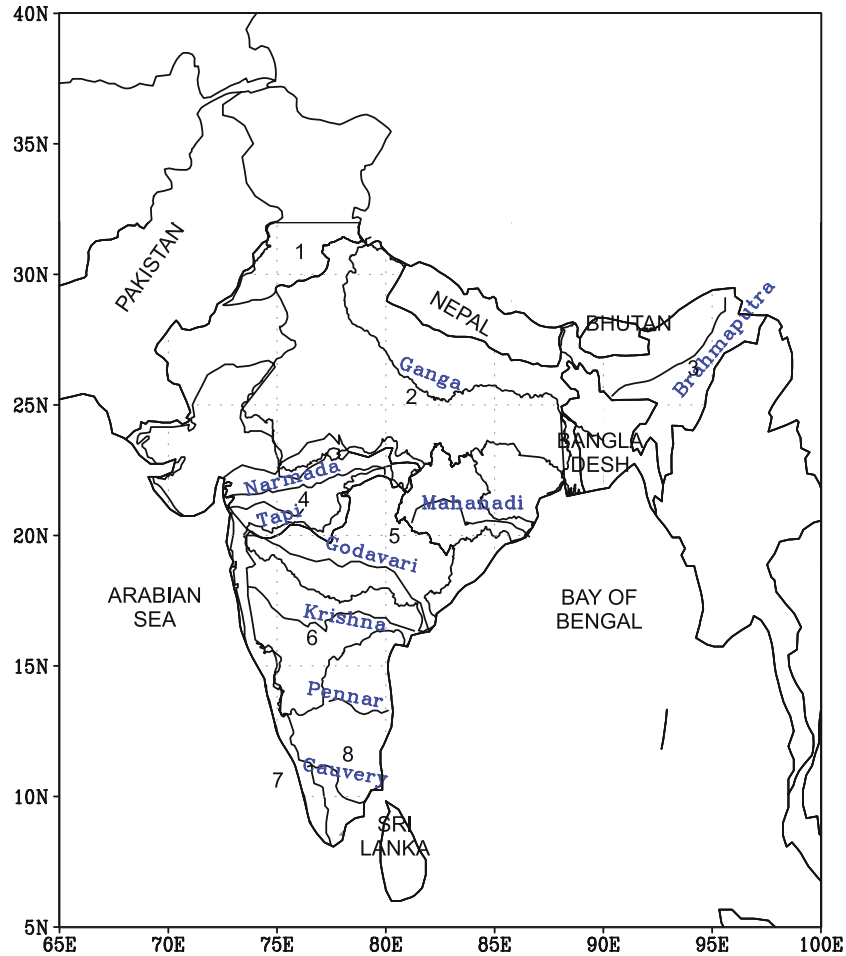 40N
35N
30N
25N
20N
15N
10N
5N
65E
70E
75E
80E
85E
90E
95E
100E
PAKISTAN
1
NEPAL
BHUTAN
Brahmaputra
3
Ganga
2
BANGLA
DESH
Narmada
4
Tapi
Mahanadi
5
Godavari
ARABIAN
SEA
BAY OF
BENGAL
Krishna
6
Pennar
8
Cauvery
7
SRI
LANKA